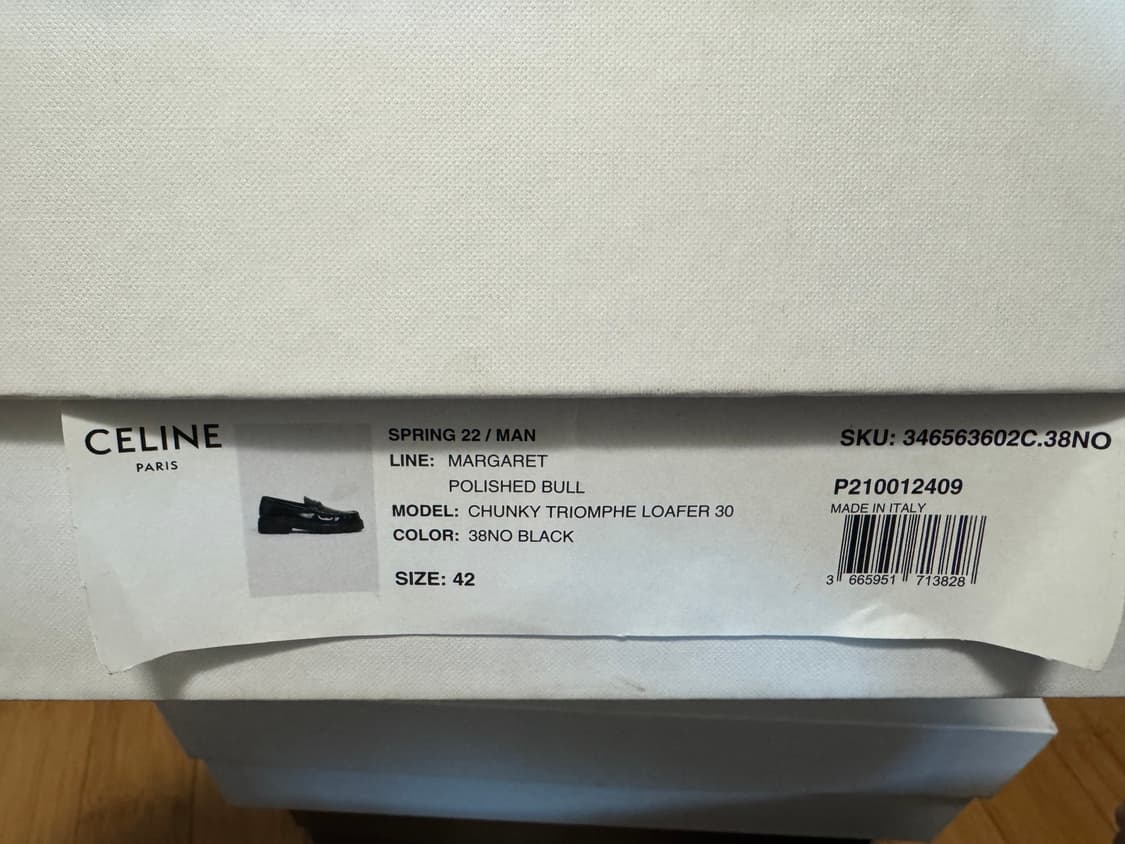 CELINE
PARIS
SPRING 22 / MAN
LINE: MARGARET
POLISHED BULL
MODEL: CHUNKY TRIOMPHE LOAFER 30
COLOR: 38NO BLACK
SIZE: 42
SKU: 346563602C.38NO
P210012409
MADE IN ITALY
3 665951 713828